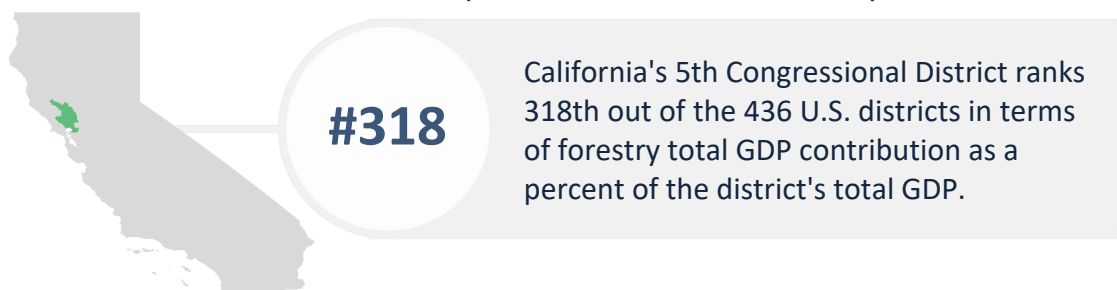 #318
California's 5th Congressional District ranks
318th out of the 436 U.S. districts in terms
of forestry total GDP contribution as a
percent of the district's total GDP.